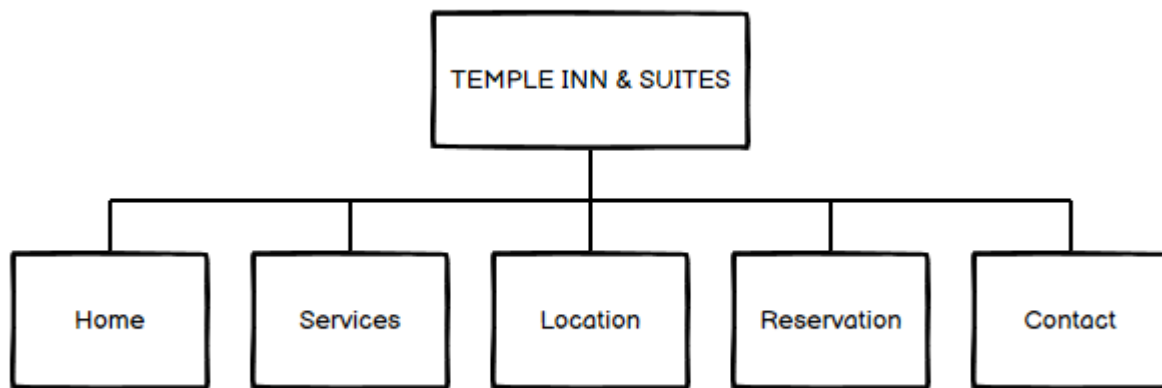 TEMPLE INN & SUITES
Home
Services
Location
Reservation
Contact